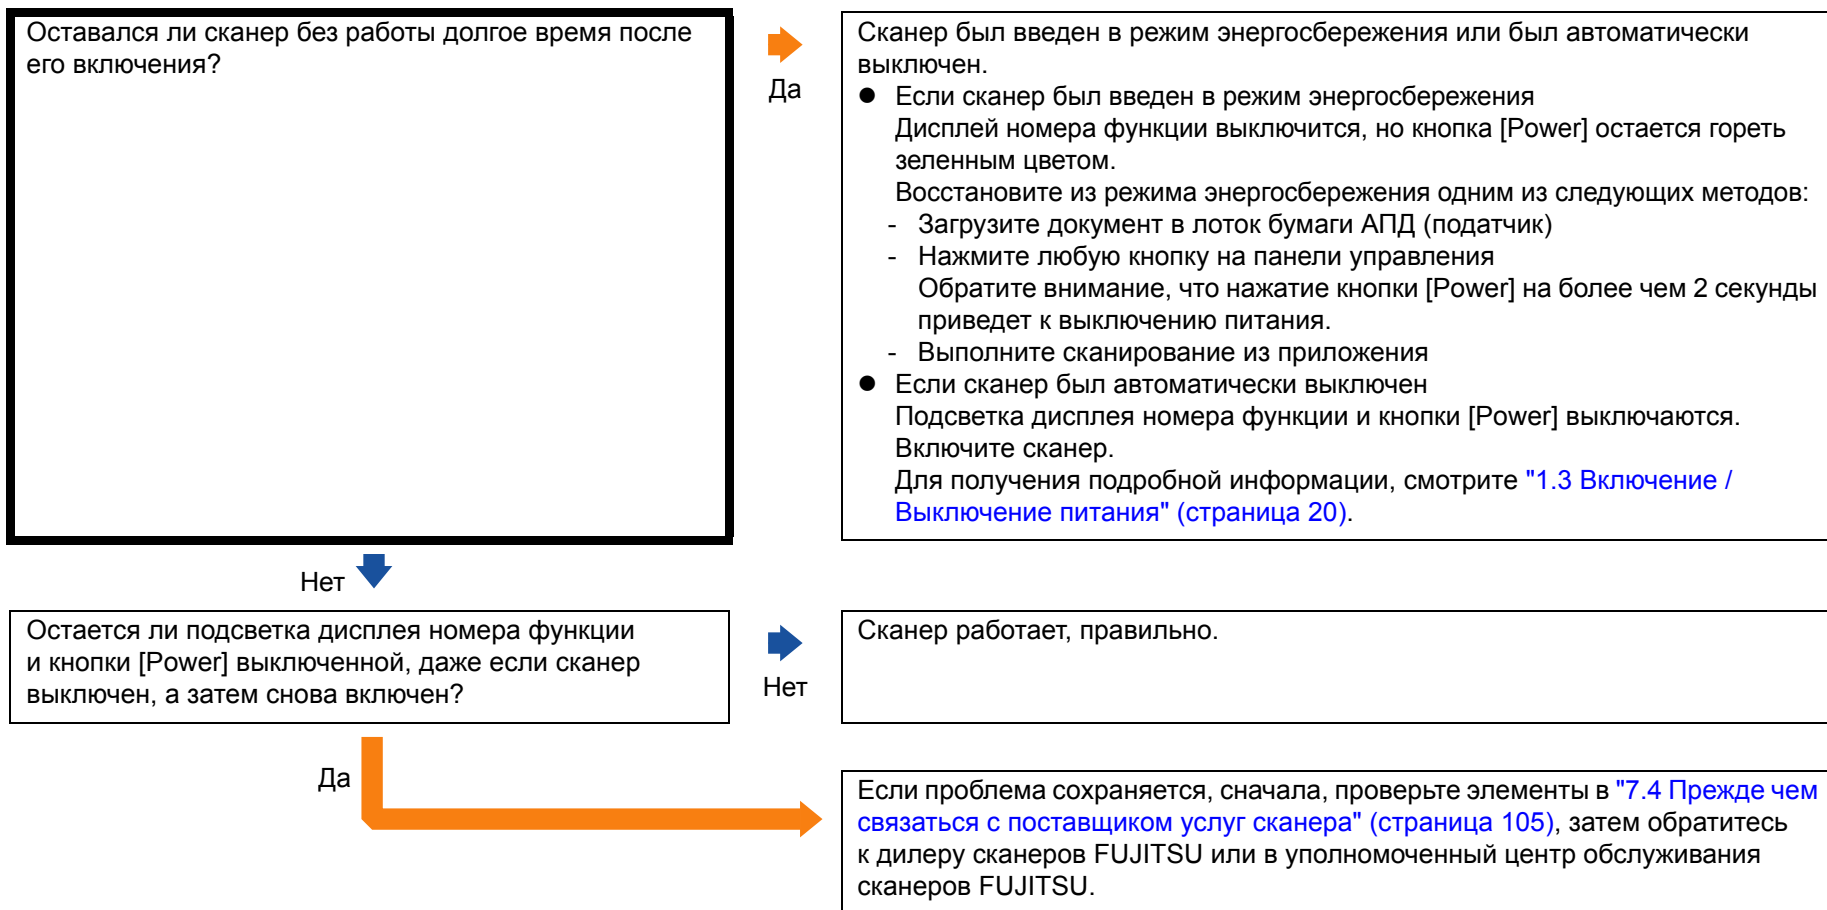 Оставался ли сканер без работы долгое время после
его включения?
Да
Сканер был введен в режим энергосбережения или был автоматически
выключен.
● Если сканер был введен в режим энергосбережения
Дисплей номера функции выключится, но кнопка [Power] остается гореть
зеленным цветом.
Восстановите из режима энергосбережения одним из следующих методов:
- Загрузите документ в лоток бумаги АПД (податчик)
- Нажмите любую кнопку на панели управления
Обратите внимание, что нажатие кнопки [Power] на более чем 2 секунды
приведет к выключению питания.
- Выполните сканирование из приложения
● Если сканер был автоматически выключен
Подсветка дисплея номера функции и кнопки [Power] выключаются.
Включите сканер.
Для получения подробной информации, смотрите "1.3 Включение /
Выключение питания" (страница 20).
Нет
Остается ли подсветка дисплея номера функции
и кнопки [Power] выключенной, даже если сканер
выключен, а затем снова включен?
Нет
Сканер работает, правильно.
Да
Если проблема сохраняется, сначала, проверьте элементы в "7.4 Прежде чем
связаться с поставщиком услуг сканера" (страница 105), затем обратитесь
к дилеру сканеров FUJITSU или в уполномоченный центр обслуживания
сканеров FUJITSU.